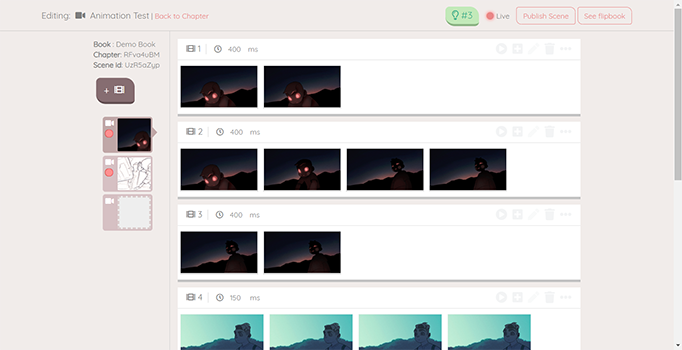 Editing: Animation Test | Back to Chapter
#3
Live
Publish Scene
See flipbook
Book : Demo Book
Chapter: RFva4uBM
Scene id: UzR5aZyp
+
1 400 ms
2 400 ms
3 400 ms
4 150 ms